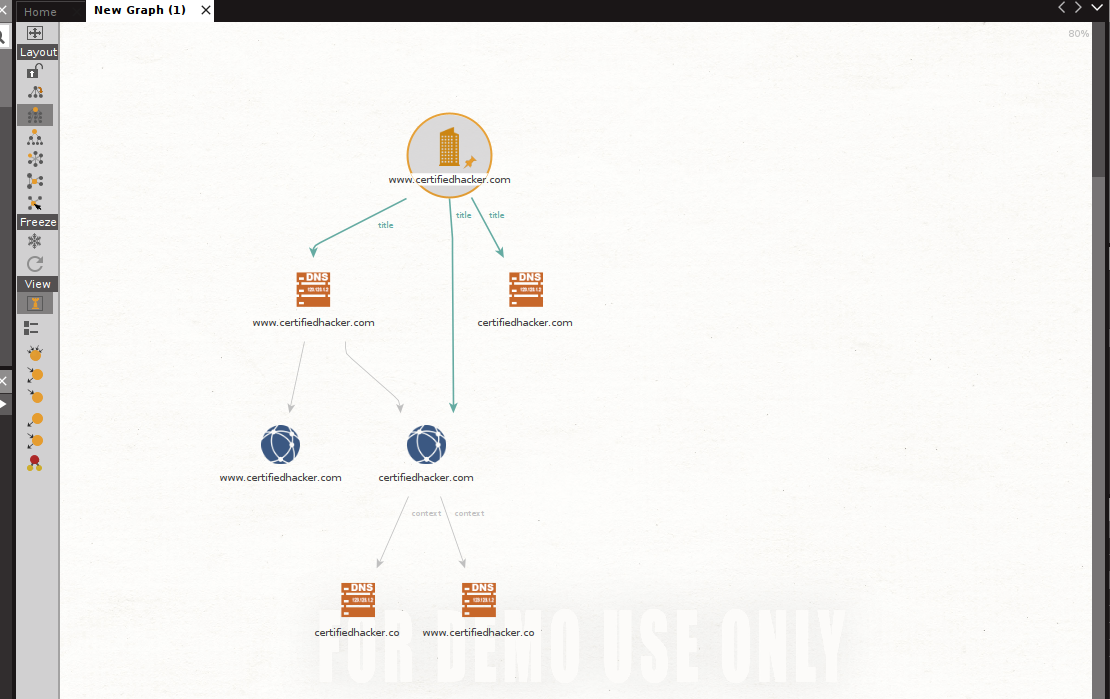 Home
New Graph (1)
80%
Layout
Freeze
View
www.certifiedhacker.com
title
title
title
DNS
DNS
www.certifiedhacker.com
certifiedhacker.com
www.certifiedhacker.com
certifiedhacker.com
context
context
DNS
DNS
certifiedhacker.co
www.certifiedhacker.co
FOR DEMO USE ONLY